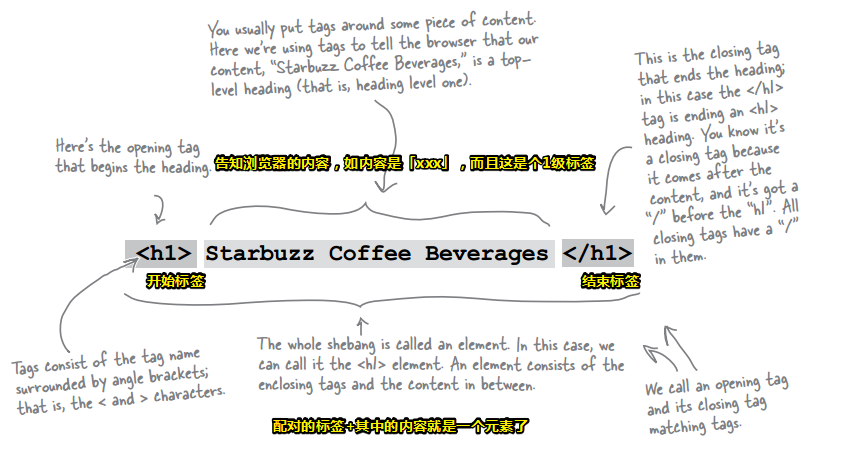 You usually put tags around some piece of content.
Here we're using tags to tell the browser that our
content, “Starbuzz Coffee Beverages,” is a top-
level heading (that is, heading level one).
This is the closing tag
that ends the heading;
in this case the </h1>
tag is ending an <h1>
heading. You know it's
a closing tag because
it comes after the
content, and it's got a
“/” before the “h1”. All
closing tags have a “/”
in them.
Here's the opening tag
that begins the heading.
告知浏览器的内容，如内容是「xxx」，而且这是个1级标签
<h1> Starbuzz Coffee Beverages </h1>
开始标签
结束标签
Tags consist of the tag name
surrounded by angle brackets;
that is, the < and > characters.
The whole shebang is called an element. In this case, we
can call it the <h1> element. An element consists of the
enclosing tags and the content in between.
We call an opening tag
and its closing tag
matching tags.
配对的标签+其中的内容就是一个元素了